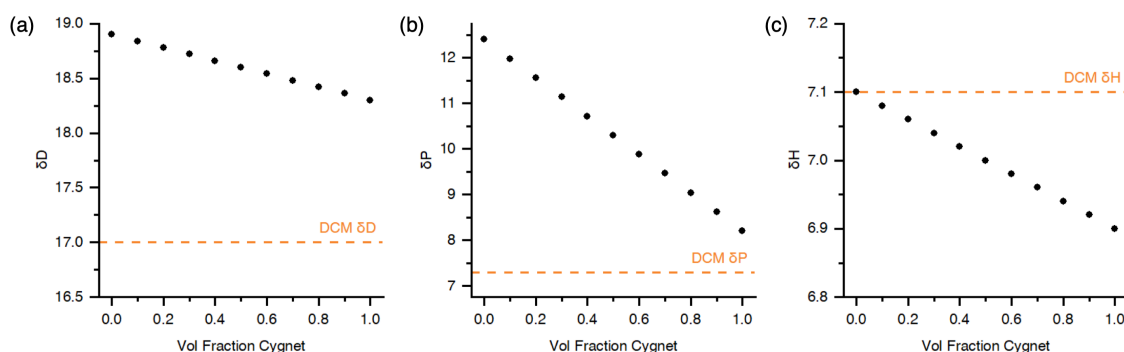 (a)
19.0
18.5
18.0
17.5
17.0
16.5
δD
DCM δD
0.0 0.2 0.4 0.6 0.8 1.0
Vol Fraction Cygnet
(b)
12
11
10
9
8
7
δP
DCM δP
0.0 0.2 0.4 0.6 0.8 1.0
Vol Fraction Cygnet
(c)
7.2
7.1
7.0
6.9
6.8
δH
DCM δH
0.0 0.2 0.4 0.6 0.8 1.0
Vol Fraction Cygnet